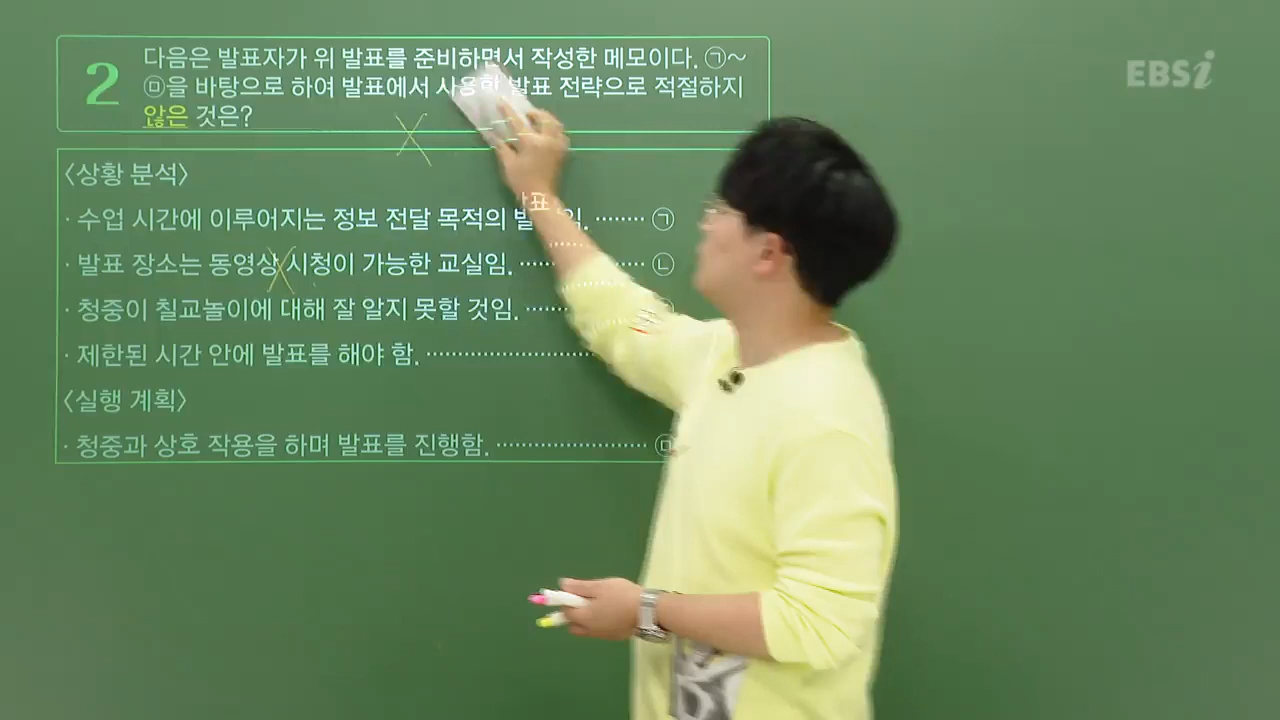 EBSi
2
다음은 발표자가 위 발표를 준비하면서 작성한 메모이다. ㉠~
㉤을 바탕으로 하여 발표에서 사용한 발표 전략으로 적절하지
않은 것은?
〈상황 분석〉
· 수업 시간에 이루어지는 정보 전달 목적의 발표임. ········ ㉠
· 발표 장소는 동영상 시청이 가능한 교실임. ········ ㉡
· 청중이 칠교놀이에 대해 잘 알지 못할 것임. ········
· 제한된 시간 안에 발표를 해야 함. ········
〈실행 계획〉
· 청중과 상호 작용을 하며 발표를 진행함. ········ ㉤